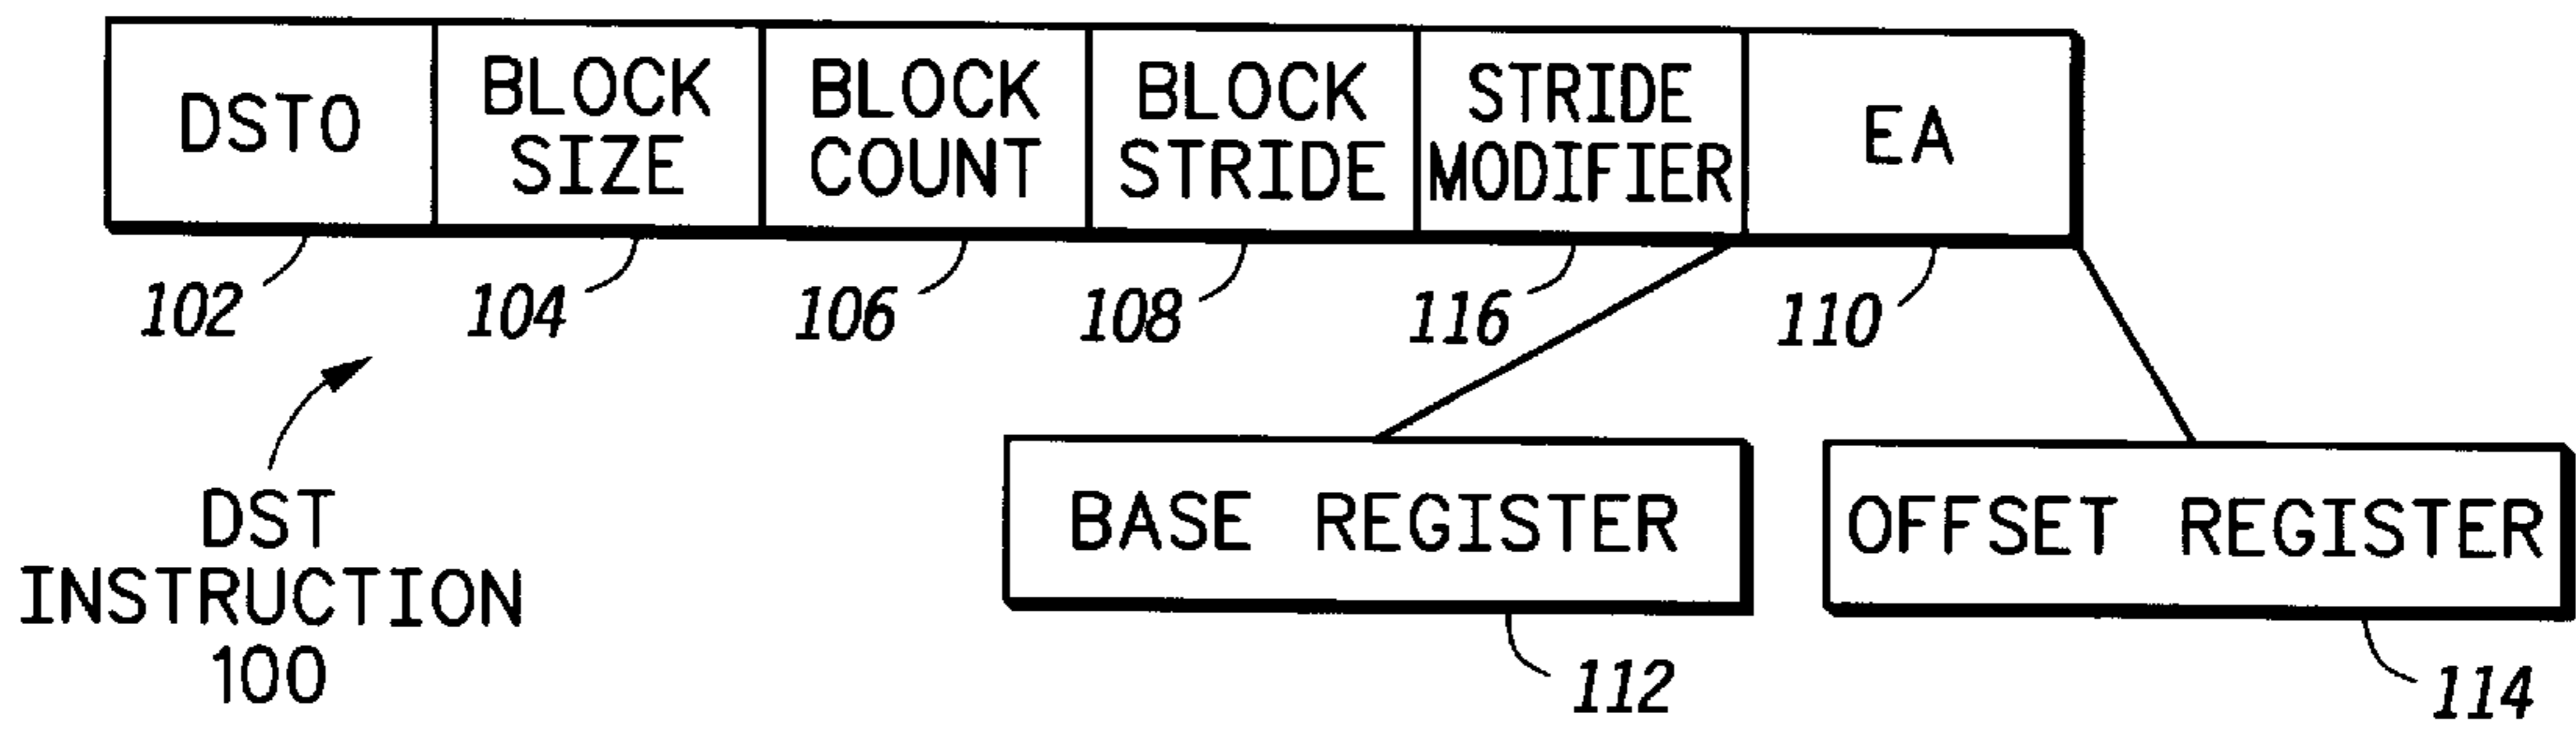 DST0
BLOCK
SIZE
BLOCK
COUNT
BLOCK
STRIDE
STRIDE
MODIFIER
EA
102
104
106
108
116
110
DST
INSTRUCTION
100
BASE REGISTER
OFFSET REGISTER
112
114